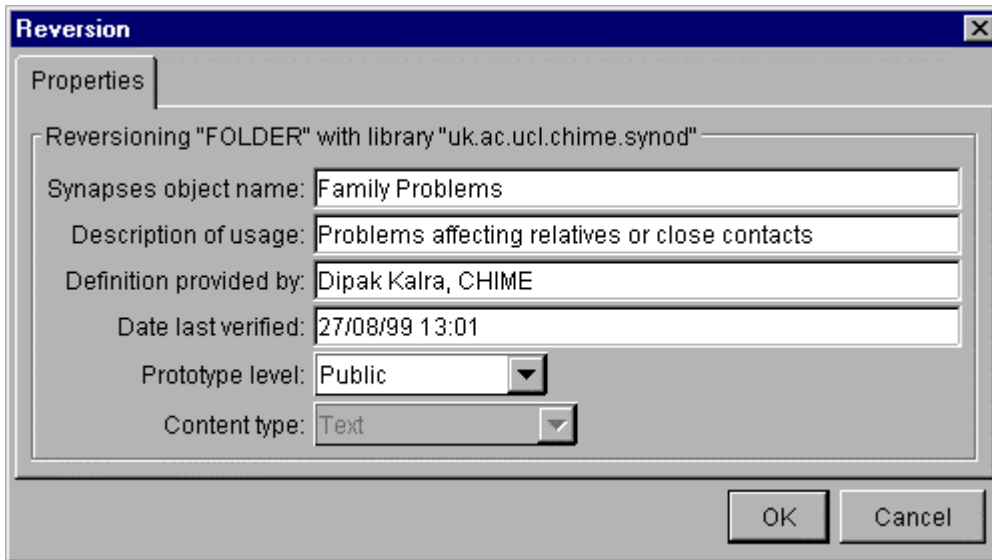 Reversion
Properties
Reversioning "FOLDER" with library "uk.ac.ucl.chime.synod"
Synapses object name: Family Problems
Description of usage: Problems affecting relatives or close contacts
Definition provided by: Dipak Kalra, CHIME
Date last verified: 27/08/99 13:01
Prototype level: Public
Content type: Text
OK Cancel